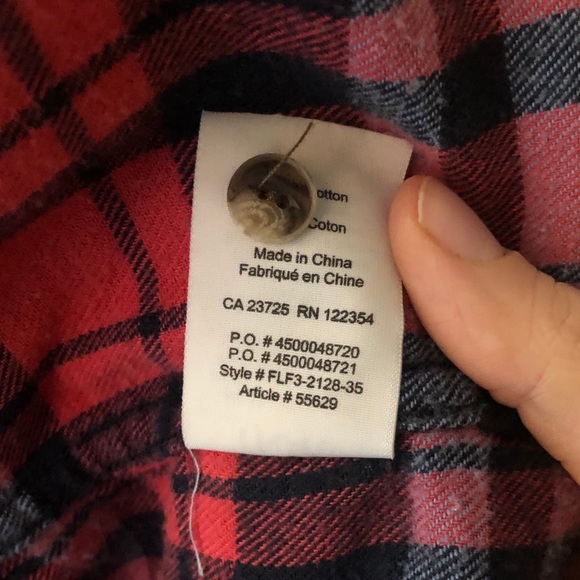 otton
Coton
Made in China
Fabriqué en Chine
CA 23725 RN 122354
P.O. # 4500048720
P.O. # 4500048721
Style # FLF3-2128-35
Article # 55629